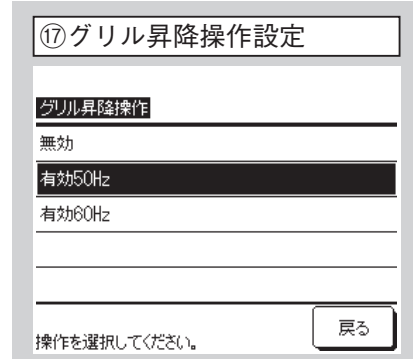 ⑰グリル昇降操作設定
グリル昇降操作
無効
有効50Hz
有効60Hz
操作を選択してください。
戻る